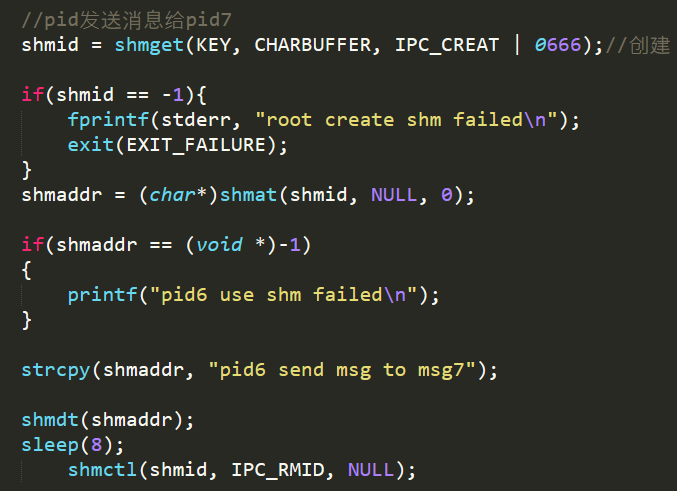 //pid发送消息给pid7
shmid = shmget(KEY, CHARBUFFER, IPC_CREAT | 0666);//创建
if(shmid == -1){
fprintf(stderr, "root create shm failed\n");
exit(EXIT_FAILURE);
}
shmaddr = (char*)shmat(shmid, NULL, 0);
if(shmaddr == (void *)-1)
{
printf("pid6 use shm failed\n");
}
strcpy(shmaddr, "pid6 send msg to msg7");
shmdt(shmaddr);
sleep(8);
shmctl(shmid, IPC_RMID, NULL);